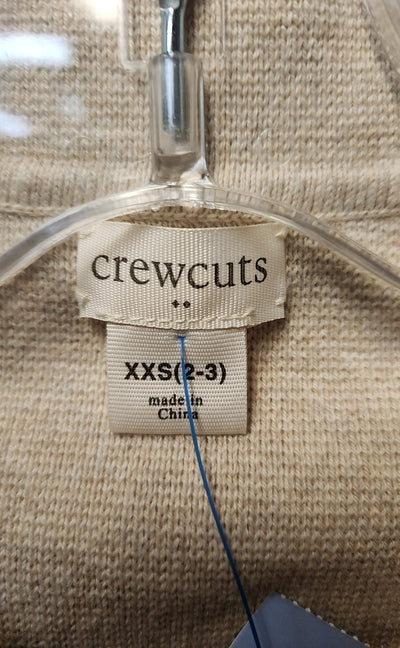 crewcuts
XXS(2-3)
made in
China